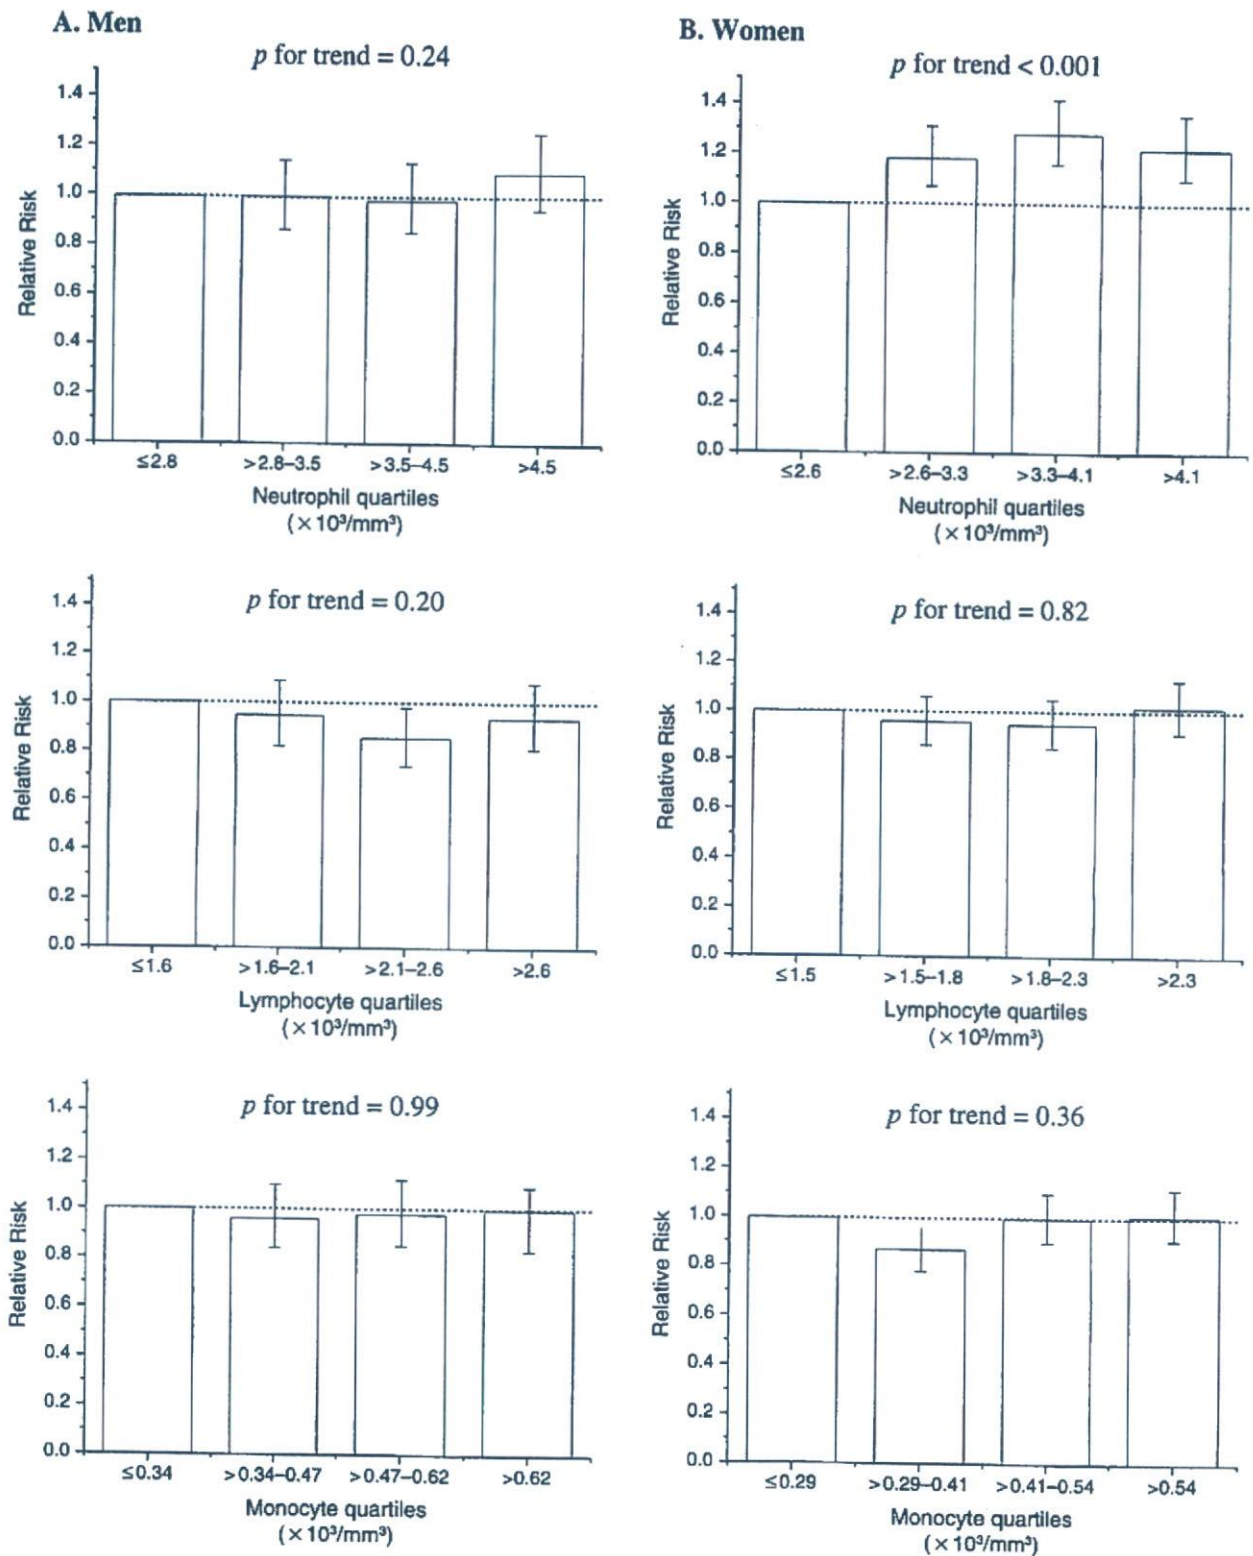 A. Men
p for trend = 0.24
1.4
1.2
1.0
0.8
0.6
0.4
0.2
0.0
Relative Risk
≤2.8
>2.8–3.5
>3.5–4.5
>4.5
Neutrophil quartiles
(×10³/mm³)
B. Women
p for trend < 0.001
1.4
1.2
1.0
0.8
0.6
0.4
0.2
0.0
Relative Risk
≤2.6
>2.6–3.3
>3.3–4.1
>4.1
Neutrophil quartiles
(×10³/mm³)
p for trend = 0.20
1.4
1.2
1.0
0.8
0.6
0.4
0.2
0.0
Relative Risk
≤1.6
>1.6–2.1
>2.1–2.6
>2.6
Lymphocyte quartiles
(×10³/mm³)
p for trend = 0.82
1.4
1.2
1.0
0.8
0.6
0.4
0.2
0.0
Relative Risk
≤1.5
>1.5–1.8
>1.8–2.3
>2.3
Lymphocyte quartiles
(×10³/mm³)
p for trend = 0.99
1.4
1.2
1.0
0.8
0.6
0.4
0.2
0.0
Relative Risk
≤0.34
>0.34–0.47
>0.47–0.62
>0.62
Monocyte quartiles
(×10³/mm³)
p for trend = 0.36
1.4
1.2
1.0
0.8
0.6
0.4
0.2
0.0
Relative Risk
≤0.29
>0.29–0.41
>0.41–0.54
>0.54
Monocyte quartiles
(×10³/mm³)